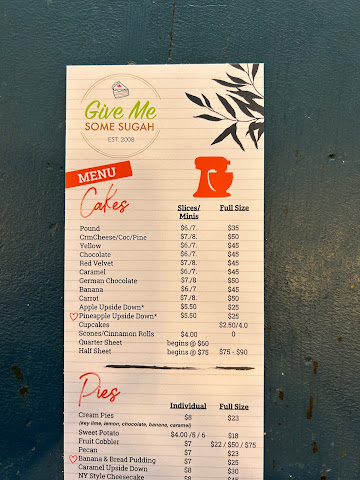 Give Me
SOME SUGAH
EST. 2008
MENU
Cakes
Slices/ Full Size
Minis
Pound $6./7. $35
CrmCheese/Coc/Pine $7./8. $50
Yellow $6./7. $45
Chocolate $6./7. $45
Red Velvet $7./8. $45
Caramel $6./7. $45
German Chocolate $7./8. $50
Banana $6./7 $45
Carrot $7./8. $50
Apple Upside Down* $5.50 $25
Pineapple Upside Down* $5.50 $25
Cupcakes $2.50/4.0
Scones/Cinnamon Rolls $4.00 0
Quarter Sheet begins @ $60
Half Sheet begins @ $75 $75 - $90
Pies
Individual Full Size
Cream Pies $8 $23
(key lime, lemon, chocolate, banana, caramel)
Sweet Potato $4.00 /5 / 6 $18
Fruit Cobbler $7 $22 / $50 / $75
Pecan $7 $23
Banana & Bread Pudding $7 $25
Caramel Upside Down $8 $30
NY Style Cheesecake $8 $45